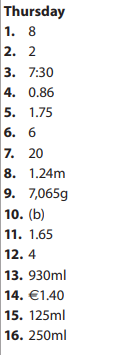 Thursday
1. 8
2. 2
3. 7:30
4. 0.86
5. 1.75
6. 6
7. 20
8. 1.24m
9. 7,065g
10. (b)
11. 1.65
12. 4
13. 930ml
14. €1.40
15. 125ml
16. 250ml